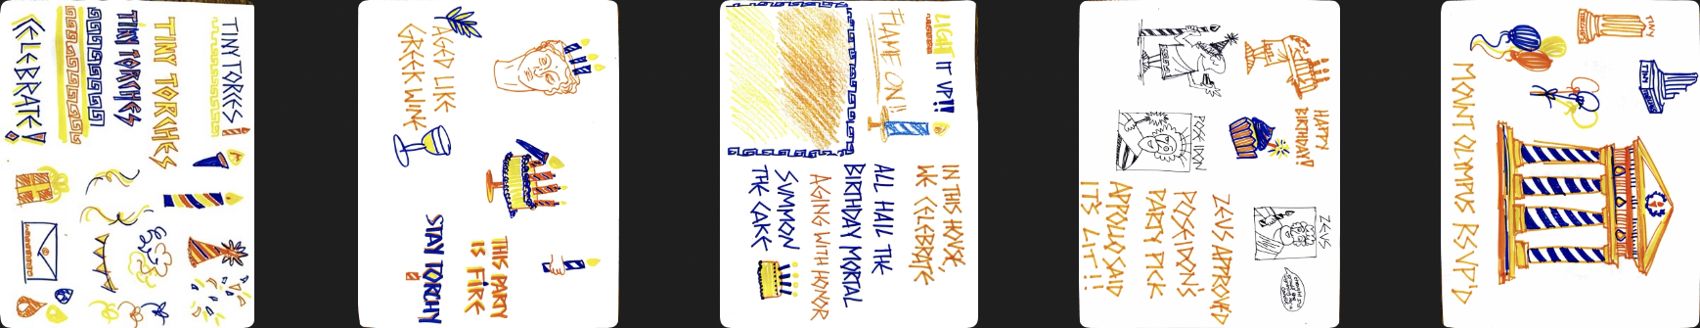 TINY TORCHES
TINY TORCHES
TINY TORCHES
CELEBRATE!
AGED LIKE
GREEK WINE
THIS PARTY
IS FIRE
STAY TORCHY
LIGHT IT UP!!
FLAME ON!!
IN THIS HOUSE,
WE CELEBRATE
ALL HAIL THE
BIRTHDAY MORTAL
AGING WITH HONOR
SUMMON
THE CAKE
HAPPY
BIRTHDAY!
POSEIDON
ZEUS
ZEUS APPROVED
POSEIDON'S
PARTY PICK
APPOLO SAID
IT'S LIT!!
TINY
TINY
MOUNT OLYMPUS RSVP'D